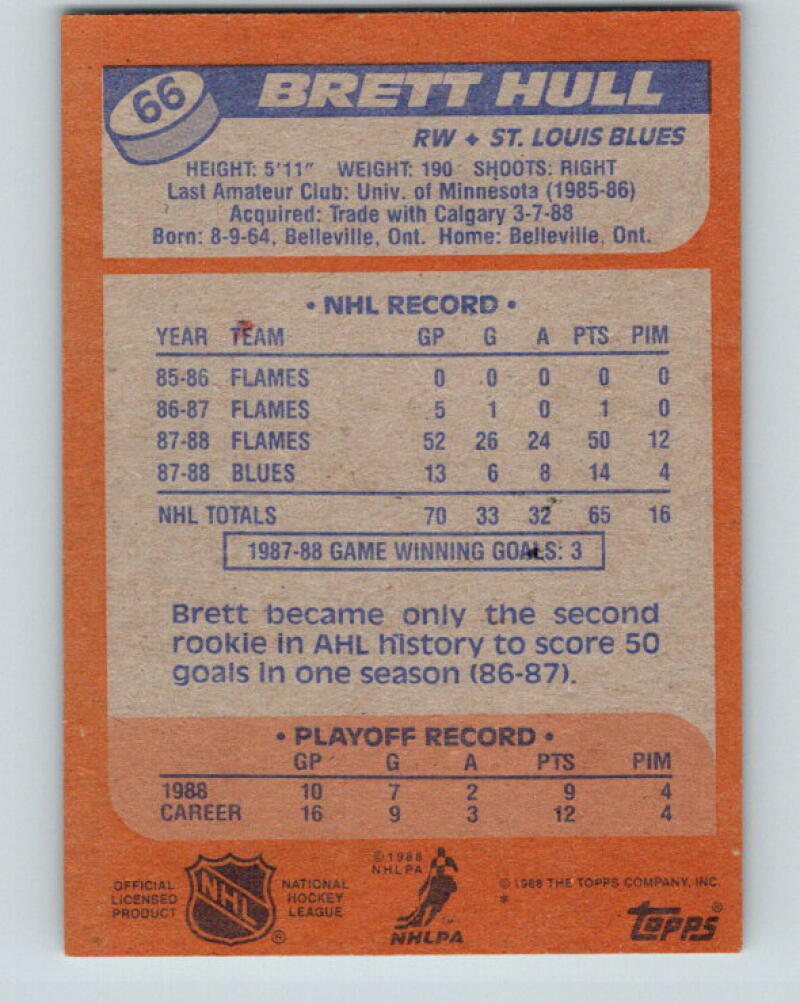 66
BRETT HULL
RW ✦ ST. LOUIS BLUES
HEIGHT: 5'11" WEIGHT: 190 SHOOTS: RIGHT
Last Amateur Club: Univ. of Minnesota (1985-86)
Acquired: Trade with Calgary 3-7-88
Born: 8-9-64, Belleville, Ont. Home: Belleville, Ont.
• NHL RECORD •
YEAR TEAM GP G A PTS PIM
85-86 FLAMES 0 0 0 0 0
86-87 FLAMES 5 1 0 1 0
87-88 FLAMES 52 26 24 50 12
87-88 BLUES 13 6 8 14 4
NHL TOTALS 70 33 32 65 16
1987-88 GAME WINNING GOALS: 3
Brett became only the second
rookie in AHL history to score 50
goals in one season (86-87).
• PLAYOFF RECORD •
GP G A PTS PIM
1988 10 7 2 9 4
CAREER 16 9 3 12 4
OFFICIAL
LICENSED
PRODUCT
NHL
®
NATIONAL
HOCKEY
LEAGUE
© 1988
NHLPA
™
NHLPA
© 1988 THE TOPPS COMPANY, INC.
*
Topps®